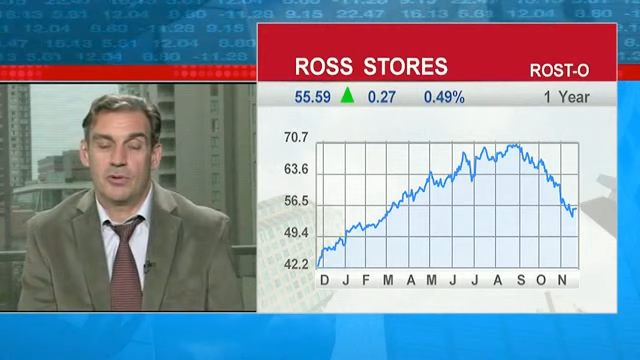 ROSS STORES
ROST-O
55.59 0.27 0.49%
1 Year
70.7
63.6
56.5
49.4
42.2
D J F M A M J J A S O N